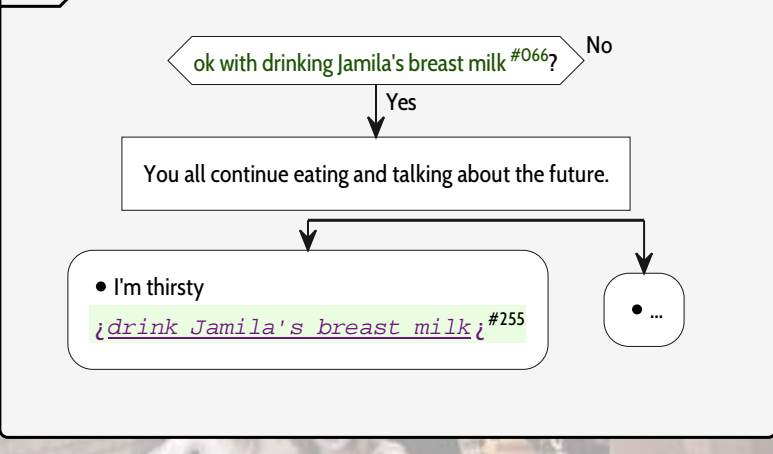 ok with drinking Jamila's breast milk #066?
No
Yes
You all continue eating and talking about the future.
● I'm thirsty
¿drink Jamila's breast milk¿#255
● ...